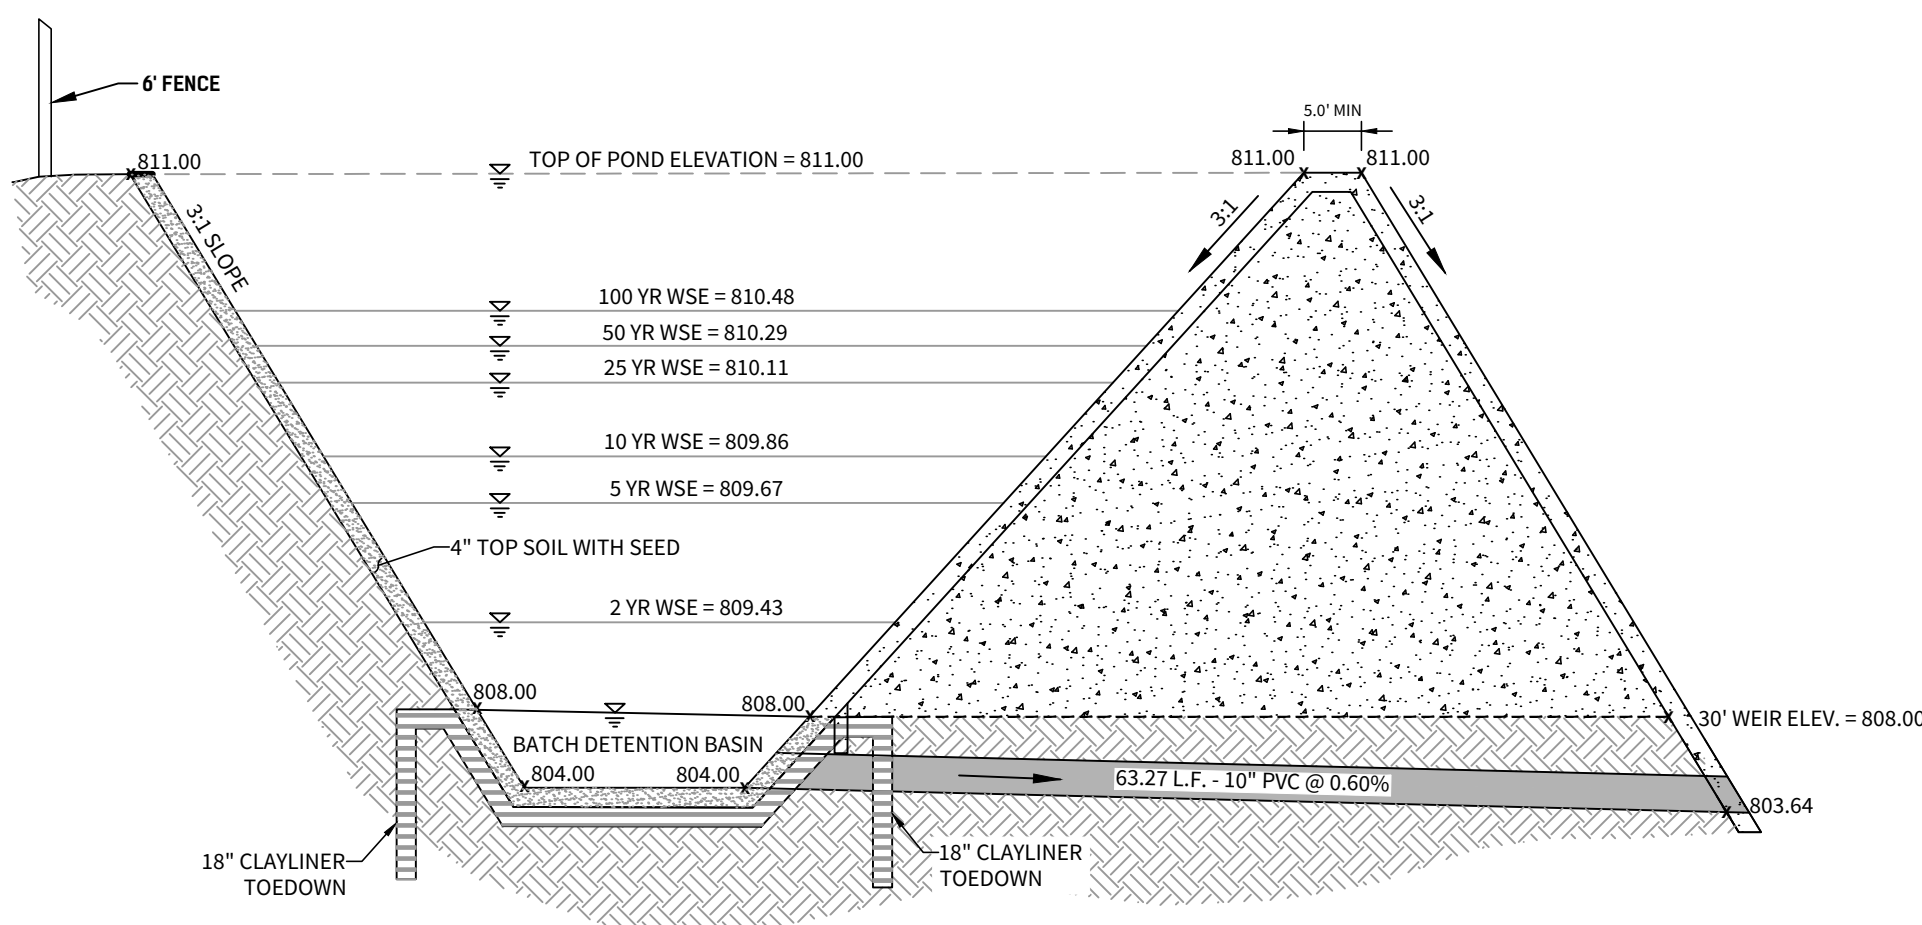 6' FENCE
5.0' MIN
811.00
TOP OF POND ELEVATION = 811.00
811.00
811.00
3:1 SLOPE
3:1
3:1
100 YR WSE = 810.48
50 YR WSE = 810.29
25 YR WSE = 810.11
10 YR WSE = 809.86
5 YR WSE = 809.67
4" TOP SOIL WITH SEED
2 YR WSE = 809.43
808.00
808.00
30' WEIR ELEV. = 808.00
BATCH DETENTION BASIN
804.00
804.00
63.27 L.F. - 10" PVC @ 0.60%
803.64
18" CLAYLINER
TOEDOWN
18" CLAYLINER
TOEDOWN